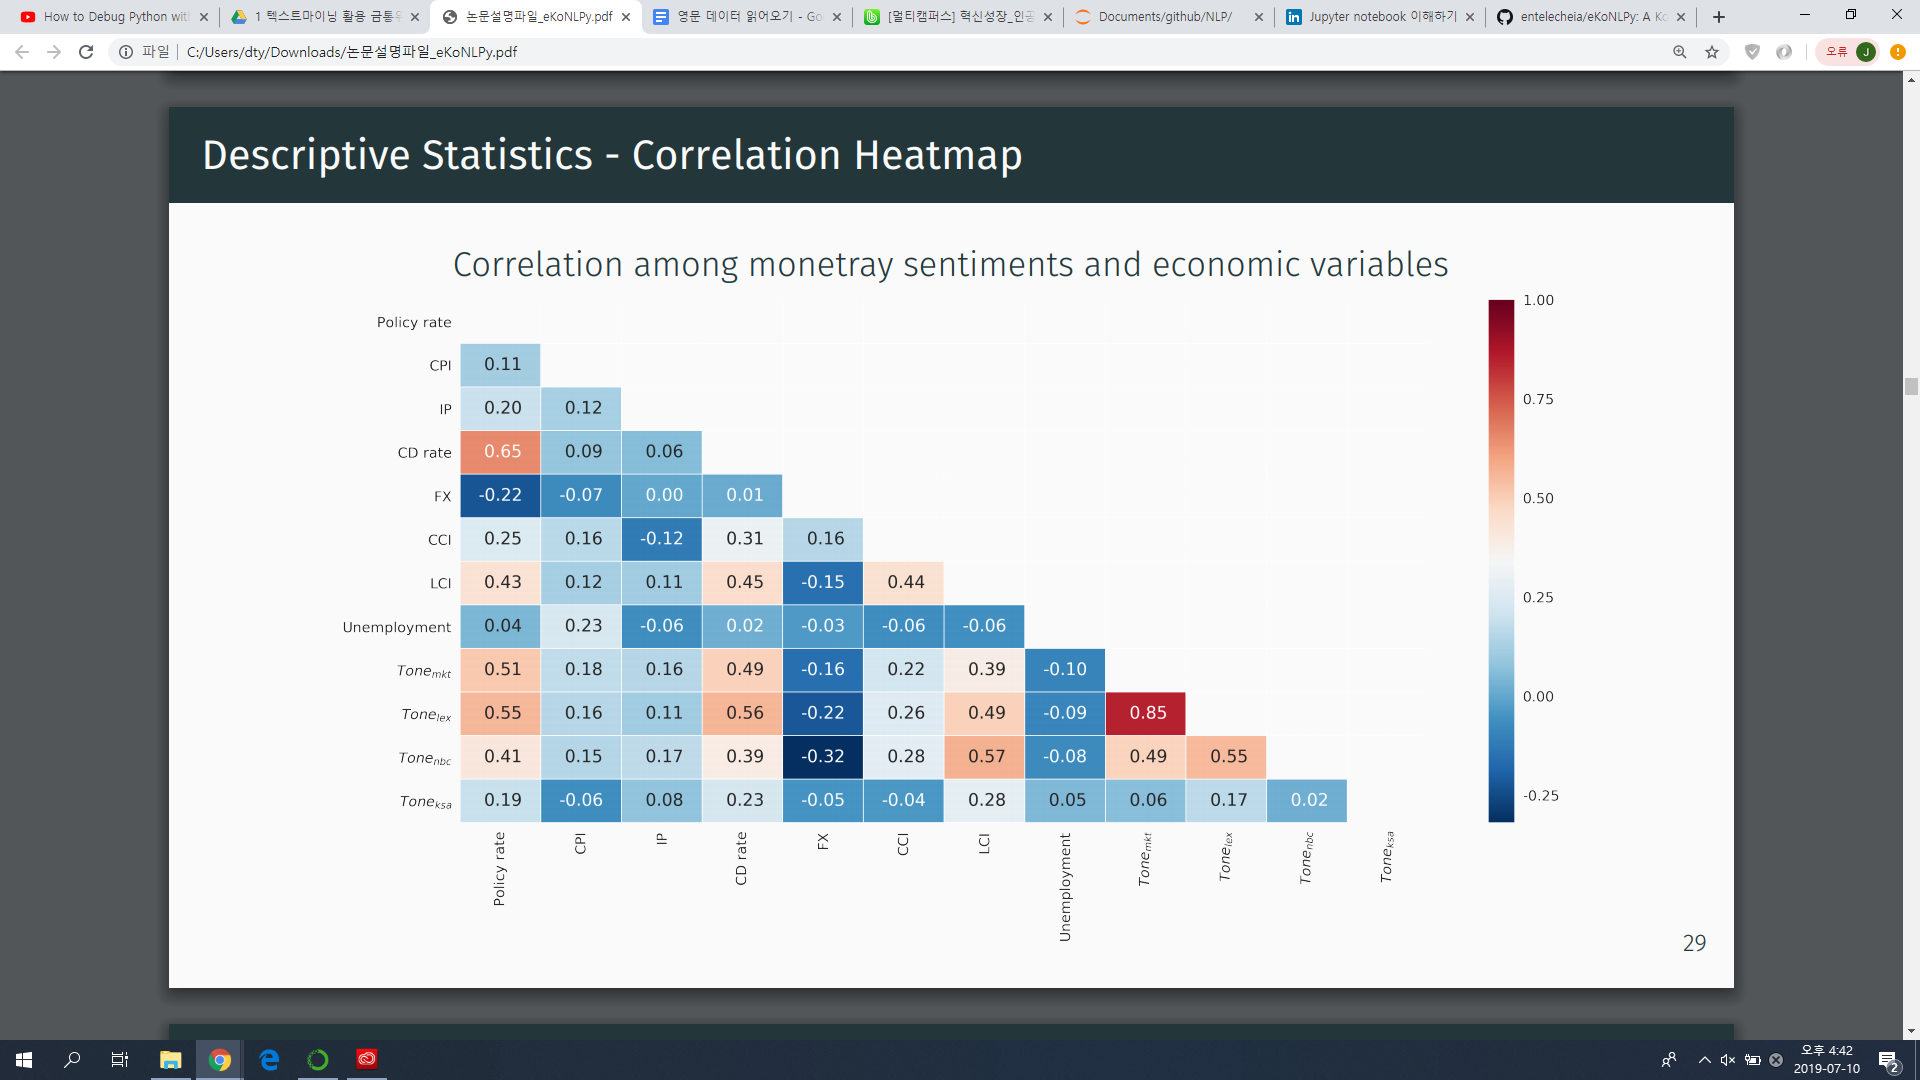 How to Debug Python wit
1 텍스트마이닝 활용 금통위
논문설명파일_eKoNLPy.pdf
영문 데이터 읽어오기 - Go
[멀티캠퍼스] 혁신성장_인공
Documents/github/NLP/
Jupyter notebook 이해하기
entelecheia/eKoNLPy: A Ko
파일 C:/Users/dty/Downloads/논문설명파일_eKoNLPy.pdf
오류 J
Descriptive Statistics - Correlation Heatmap
Correlation among monetray sentiments and economic variables
Policy rate
CPI 0.11
IP 0.20 0.12
CD rate 0.65 0.09 0.06
FX -0.22 -0.07 0.00 0.01
CCI 0.25 0.16 -0.12 0.31 0.16
LCI 0.43 0.12 0.11 0.45 -0.15 0.44
Unemployment 0.04 0.23 -0.06 0.02 -0.03 -0.06 -0.06
Tonemkt 0.51 0.18 0.16 0.49 -0.16 0.22 0.39 -0.10
Tonelex 0.55 0.16 0.11 0.56 -0.22 0.26 0.49 -0.09 0.85
Tonenbc 0.41 0.15 0.17 0.39 -0.32 0.28 0.57 -0.08 0.49 0.55
Toneksa 0.19 -0.06 0.08 0.23 -0.05 -0.04 0.28 0.05 0.06 0.17 0.02
Policy rate
CPI
IP
CD rate
FX
CCI
LCI
Unemployment
Tonemkt
Tonelex
Tonenbc
Toneksa
1.00
0.75
0.50
0.25
0.00
-0.25
29
오후 4:42
2019-07-10
2